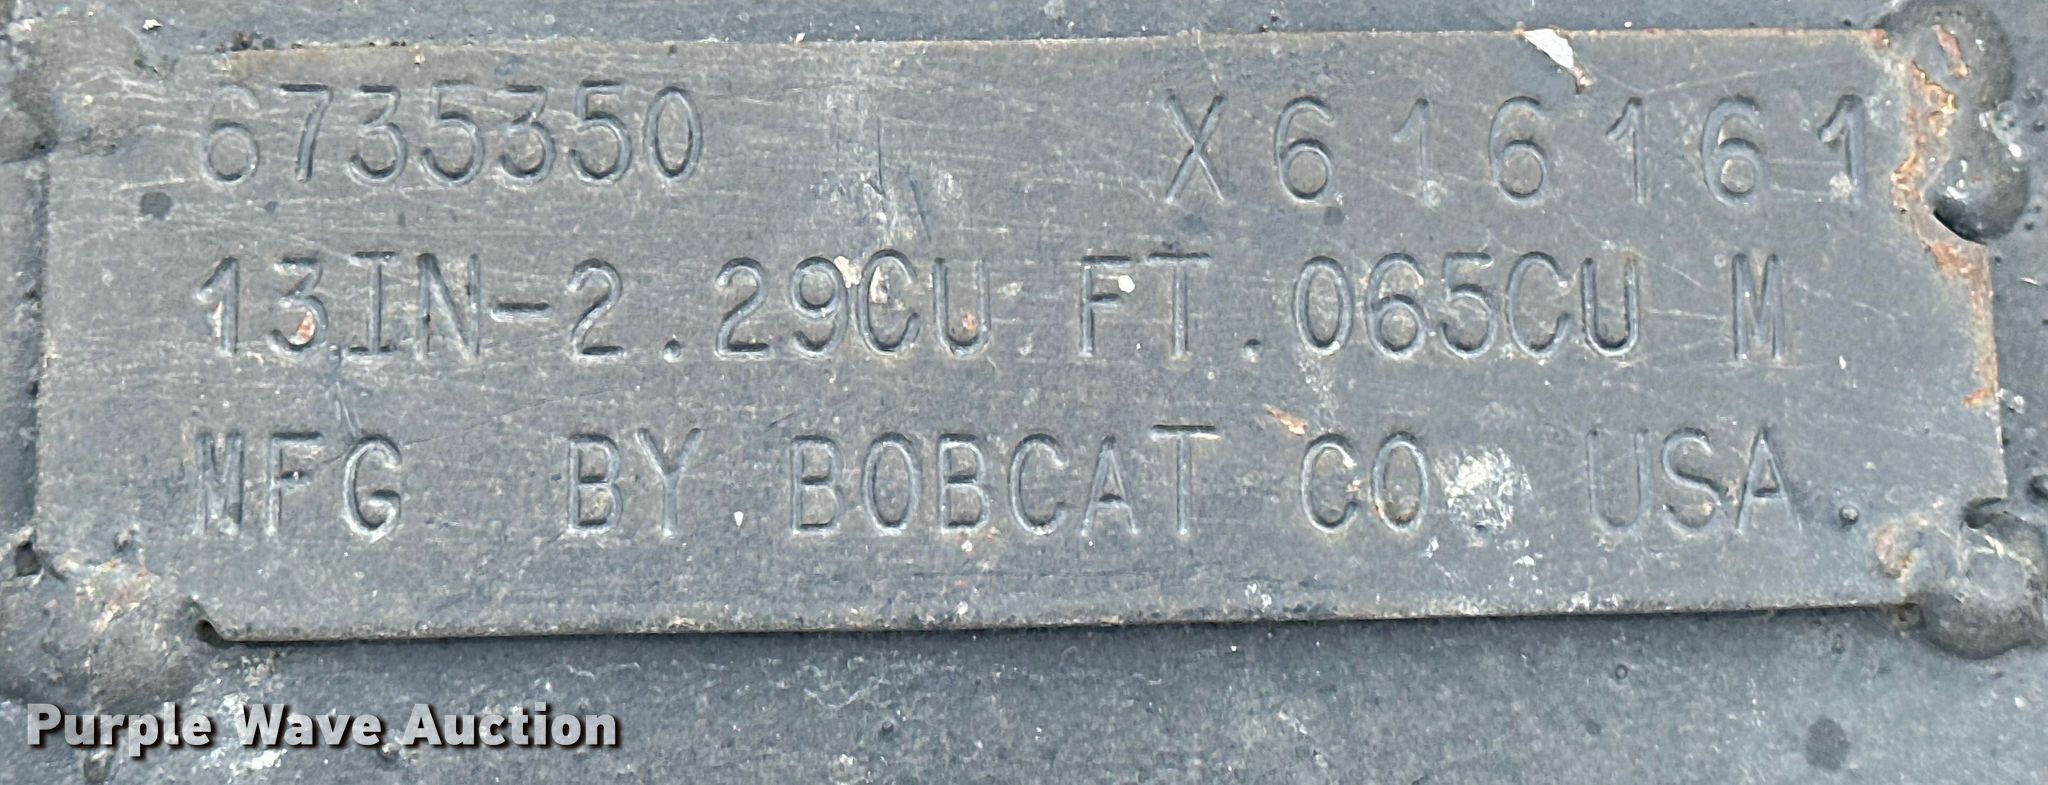 6735350 X616161
13IN-2.29CU FT.065CU M
MFG BY BOBCAT CO. USA.
Purple Wave Auction